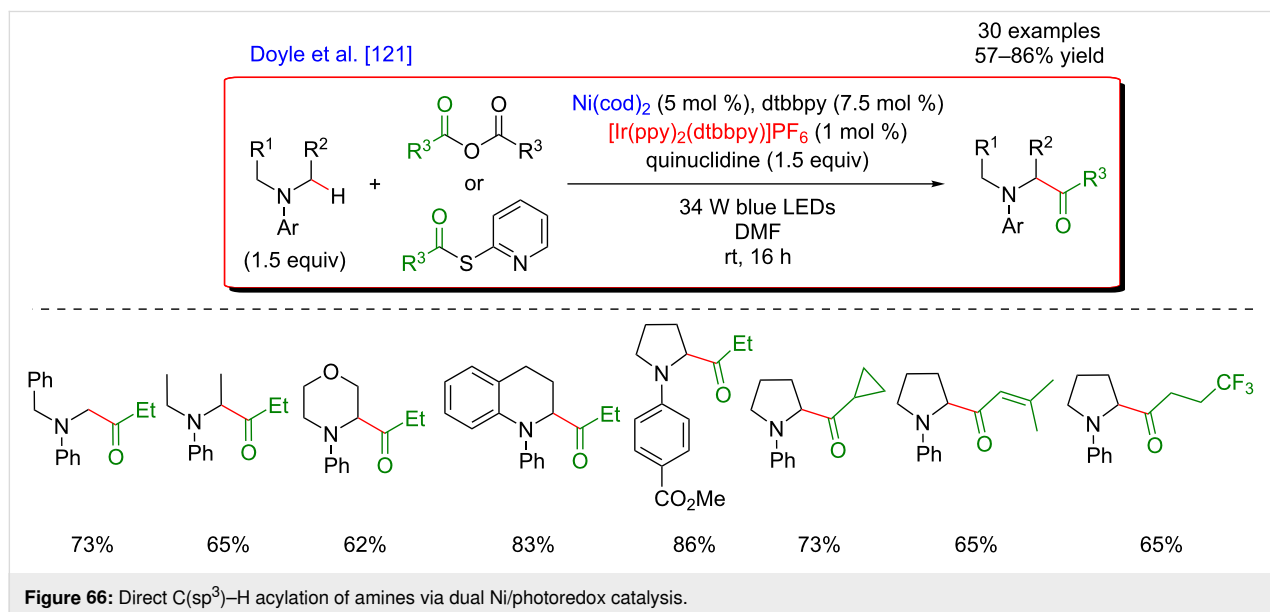 Doyle et al. [121]
30 examples
57–86% yield
R¹ R² N H Ar
(1.5 equiv)
+
O O R³ O R³
or
O R³ S N
Ni(cod)₂ (5 mol %), dtbbpy (7.5 mol %)
[Ir(ppy)₂(dtbbpy)]PF₆ (1 mol %)
quinuclidine (1.5 equiv)
34 W blue LEDs
DMF
rt, 16 h
R¹ R² N R³ O Ar
Ph N Et Ph O
N Et Ph O
O N Et Ph O
N Et Ph O
N Et O CO₂Me
N Ph O
N Ph O
N Ph O CF₃
73% 65% 62% 83% 86% 73% 65% 65%
Figure 66: Direct C(sp³)–H acylation of amines via dual Ni/photoredox catalysis.